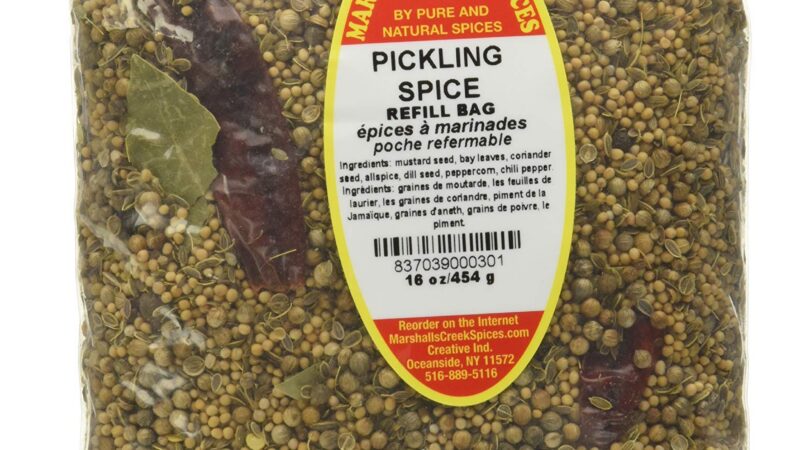 BY PURE AND
NATURAL SPICES
PICKLING
SPICE
REFILL BAG
épices à marinades
poche refermable
Ingredients: mustard seed, bay leaves, coriander
seed, allspice, dill seed, peppercorn, chili pepper.
Ingrédients: graines de moutarde, les feuilles de
laurier, les graines de coriandre, piment de la
Jamaïque, graines d'aneth, grains de poivre, le
piment.
837039000301
16 oz/454 g
Reorder on the Internet
MarshallsCreekSpices.com
Creative Ind.
Oceanside, NY 11572
516-889-5116